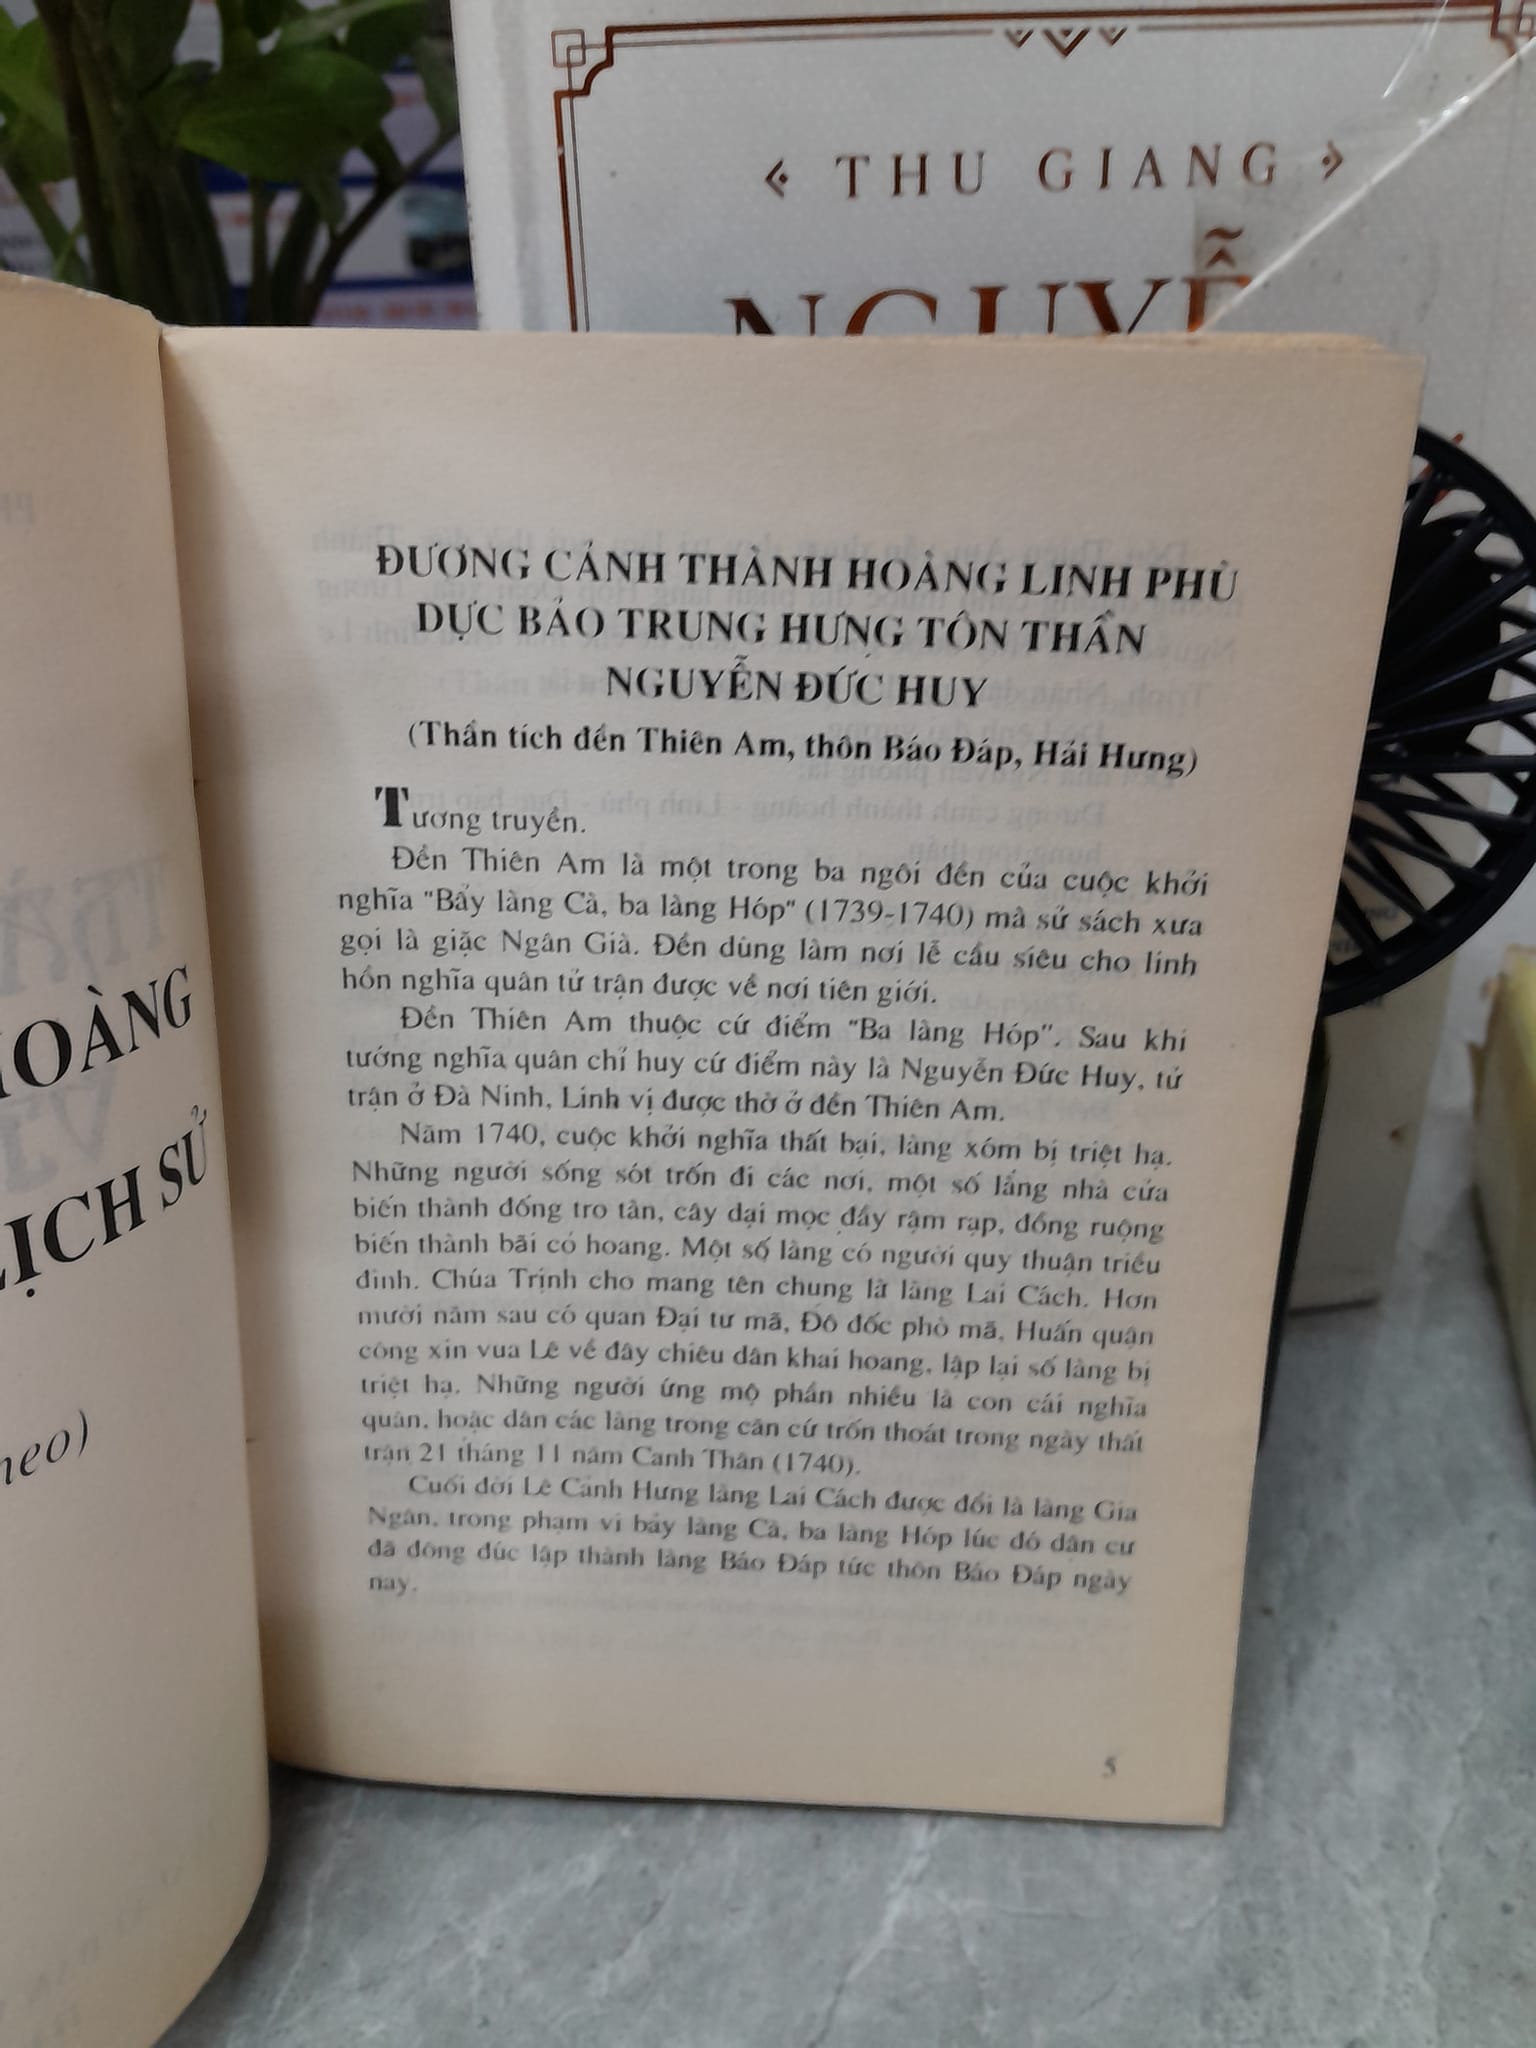 THU GIANG
NGUYỄ
HOÀNG
LỊCH SỬ
heo)
ĐƯƠNG CẢNH THÀNH HOÀNG LINH PHÙ
DỰC BẢO TRUNG HƯNG TÔN THẦN
NGUYỄN ĐỨC HUY
(Thần tích đền Thiên Am, thôn Báo Đáp, Hải Hưng)
Tương truyền.
Đền Thiên Am là một trong ba ngôi đền của cuộc khởi
nghĩa "Bẩy làng Cà, ba làng Hóp" (1739-1740) mà sử sách xưa
gọi là giặc Ngân Già. Đền dùng làm nơi lễ cầu siêu cho linh
hồn nghĩa quân tử trận được về nơi tiên giới.
Đền Thiên Am thuộc cứ điểm "Ba làng Hóp". Sau khi
tướng nghĩa quân chỉ huy cứ điểm này là Nguyễn Đức Huy, tử
trận ở Đà Ninh, Linh vị được thờ ở đền Thiên Am.
Năm 1740, cuộc khởi nghĩa thất bại, làng xóm bị triệt hạ.
Những người sống sót trốn đi các nơi, một số lẳng nhà cửa
biến thành đống tro tàn, cây dại mọc đầy rậm rạp, đồng ruộng
biến thành bãi cỏ hoang. Một số làng có người quy thuận triều
đình. Chúa Trịnh cho mang tên chung là làng Lai Cách. Hơn
mười năm sau có quan Đại tư mã, Đô đốc phò mã, Huấn quận
công xin vua Lê về đây chiêu dân khai hoang, lập lại số làng bị
triệt hạ. Những người ứng mộ phần nhiều là con cái nghĩa
quân, hoặc dân các làng trong căn cứ trốn thoát trong ngày thất
trận 21 tháng 11 năm Canh Thân (1740).
Cuối đời Lê Cảnh Hưng làng Lai Cách được đổi là làng Gia
Ngân, trong phạm vi bảy làng Cà, ba làng Hóp lúc đó dân cư
đã đông đúc lập thành làng Báo Đáp tức thôn Báo Đáp ngày
nay.
5